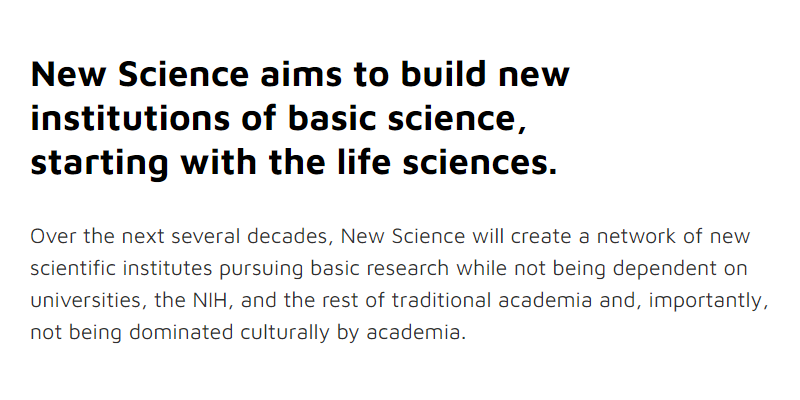 New Science aims to build new
institutions of basic science,
starting with the life sciences.
Over the next several decades, New Science will create a network of new
scientific institutes pursuing basic research while not being dependent on
universities, the NIH, and the rest of traditional academia and, importantly,
not being dominated culturally by academia.